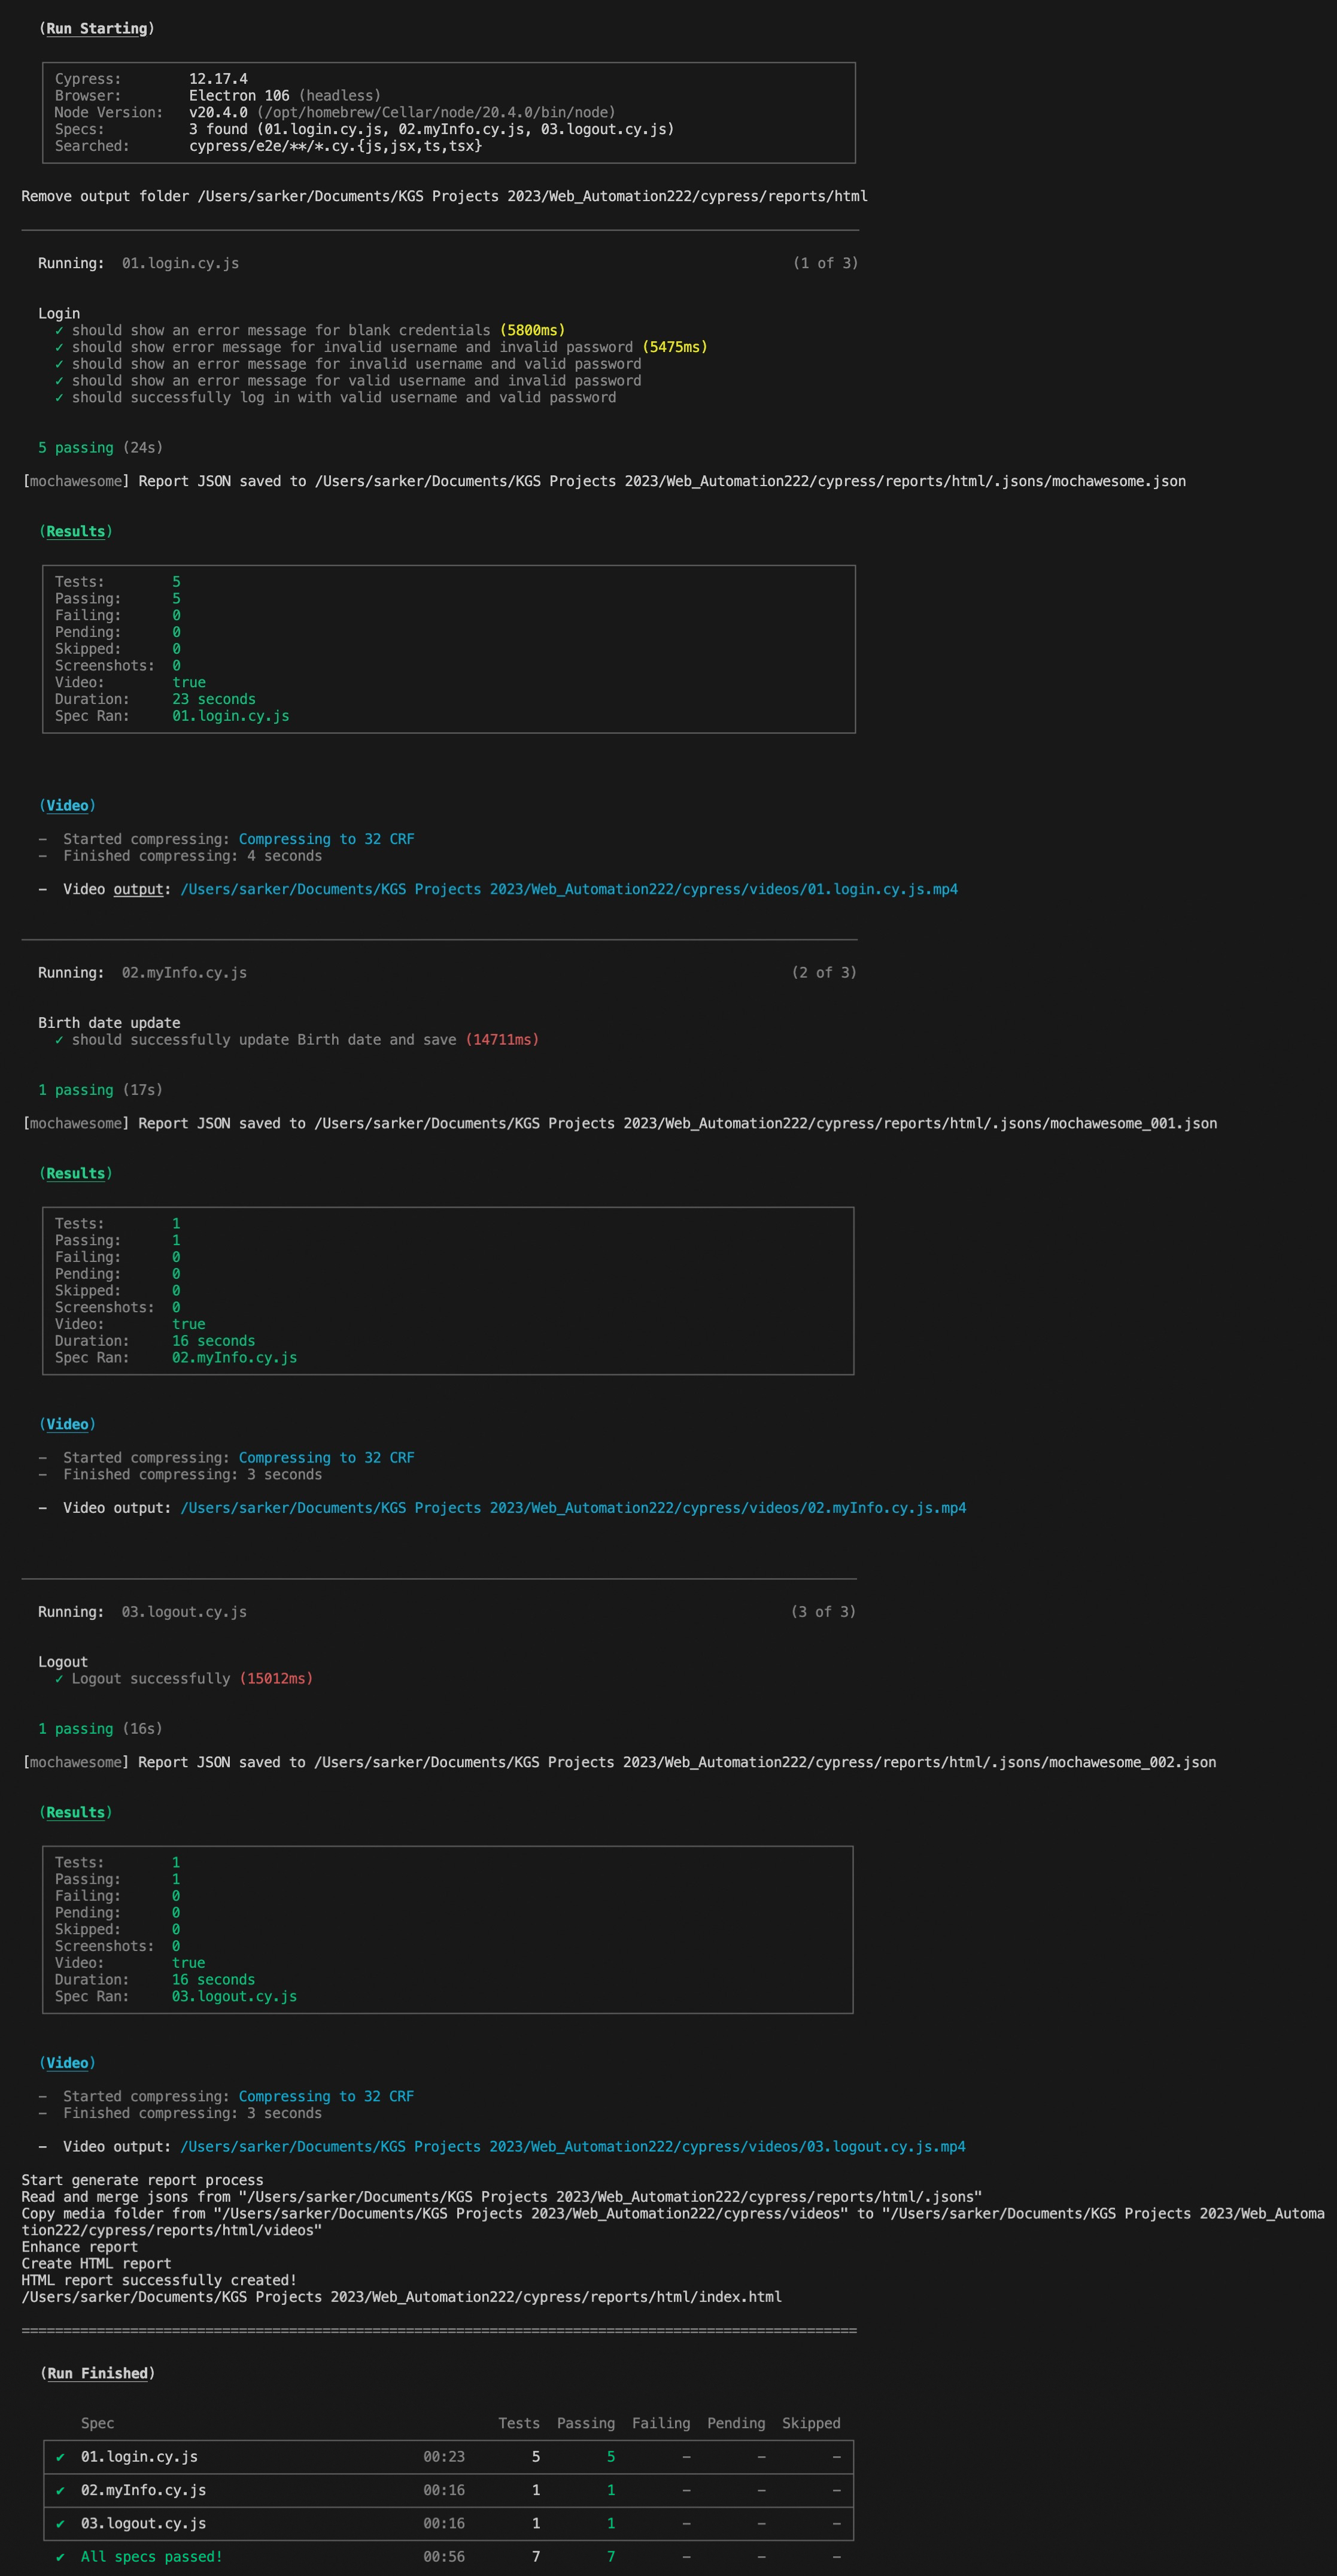 (Run Starting)
Cypress: 12.17.4
Browser: Electron 106 (headless)
Node Version: v20.4.0 (/opt/homebrew/Cellar/node/20.4.0/bin/node)
Specs: 3 found (01.login.cy.js, 02.myInfo.cy.js, 03.logout.cy.js)
Searched: cypress/e2e/**/*.cy.{js,jsx,ts,tsx}
Remove output folder /Users/sarker/Documents/KGS Projects 2023/Web_Automation222/cypress/reports/html
Running: 01.login.cy.js (1 of 3)
Login
✓ should show an error message for blank credentials (5800ms)
✓ should show error message for invalid username and invalid password (5475ms)
✓ should show an error message for invalid username and valid password
✓ should show an error message for valid username and invalid password
✓ should successfully log in with valid username and valid password
5 passing (24s)
[mochawesome] Report JSON saved to /Users/sarker/Documents/KGS Projects 2023/Web_Automation222/cypress/reports/html/.jsons/mochawesome.json
(Results)
Tests: 5
Passing: 5
Failing: 0
Pending: 0
Skipped: 0
Screenshots: 0
Video: true
Duration: 23 seconds
Spec Ran: 01.login.cy.js
(Video)
- Started compressing: Compressing to 32 CRF
- Finished compressing: 4 seconds
- Video output: /Users/sarker/Documents/KGS Projects 2023/Web_Automation222/cypress/videos/01.login.cy.js.mp4
Running: 02.myInfo.cy.js (2 of 3)
Birth date update
✓ should successfully update Birth date and save (14711ms)
1 passing (17s)
[mochawesome] Report JSON saved to /Users/sarker/Documents/KGS Projects 2023/Web_Automation222/cypress/reports/html/.jsons/mochawesome_001.json
(Results)
Tests: 1
Passing: 1
Failing: 0
Pending: 0
Skipped: 0
Screenshots: 0
Video: true
Duration: 16 seconds
Spec Ran: 02.myInfo.cy.js
(Video)
- Started compressing: Compressing to 32 CRF
- Finished compressing: 3 seconds
- Video output: /Users/sarker/Documents/KGS Projects 2023/Web_Automation222/cypress/videos/02.myInfo.cy.js.mp4
Running: 03.logout.cy.js (3 of 3)
Logout
✓ Logout successfully (15012ms)
1 passing (16s)
[mochawesome] Report JSON saved to /Users/sarker/Documents/KGS Projects 2023/Web_Automation222/cypress/reports/html/.jsons/mochawesome_002.json
(Results)
Tests: 1
Passing: 1
Failing: 0
Pending: 0
Skipped: 0
Screenshots: 0
Video: true
Duration: 16 seconds
Spec Ran: 03.logout.cy.js
(Video)
- Started compressing: Compressing to 32 CRF
- Finished compressing: 3 seconds
- Video output: /Users/sarker/Documents/KGS Projects 2023/Web_Automation222/cypress/videos/03.logout.cy.js.mp4
Start generate report process
Read and merge jsons from "/Users/sarker/Documents/KGS Projects 2023/Web_Automation222/cypress/reports/html/.jsons"
Copy media folder from "/Users/sarker/Documents/KGS Projects 2023/Web_Automation222/cypress/videos" to "/Users/sarker/Documents/KGS Projects 2023/Web_Automa
tion222/cypress/reports/html/videos"
Enhance report
Create HTML report
HTML report successfully created!
/Users/sarker/Documents/KGS Projects 2023/Web_Automation222/cypress/reports/html/index.html
====================================================================================================
(Run Finished)
Spec Tests Passing Failing Pending Skipped
✔ 01.login.cy.js 00:23 5 5 - - -
✔ 02.myInfo.cy.js 00:16 1 1 - - -
✔ 03.logout.cy.js 00:16 1 1 - - -
✔ All specs passed! 00:56 7 7 - - -